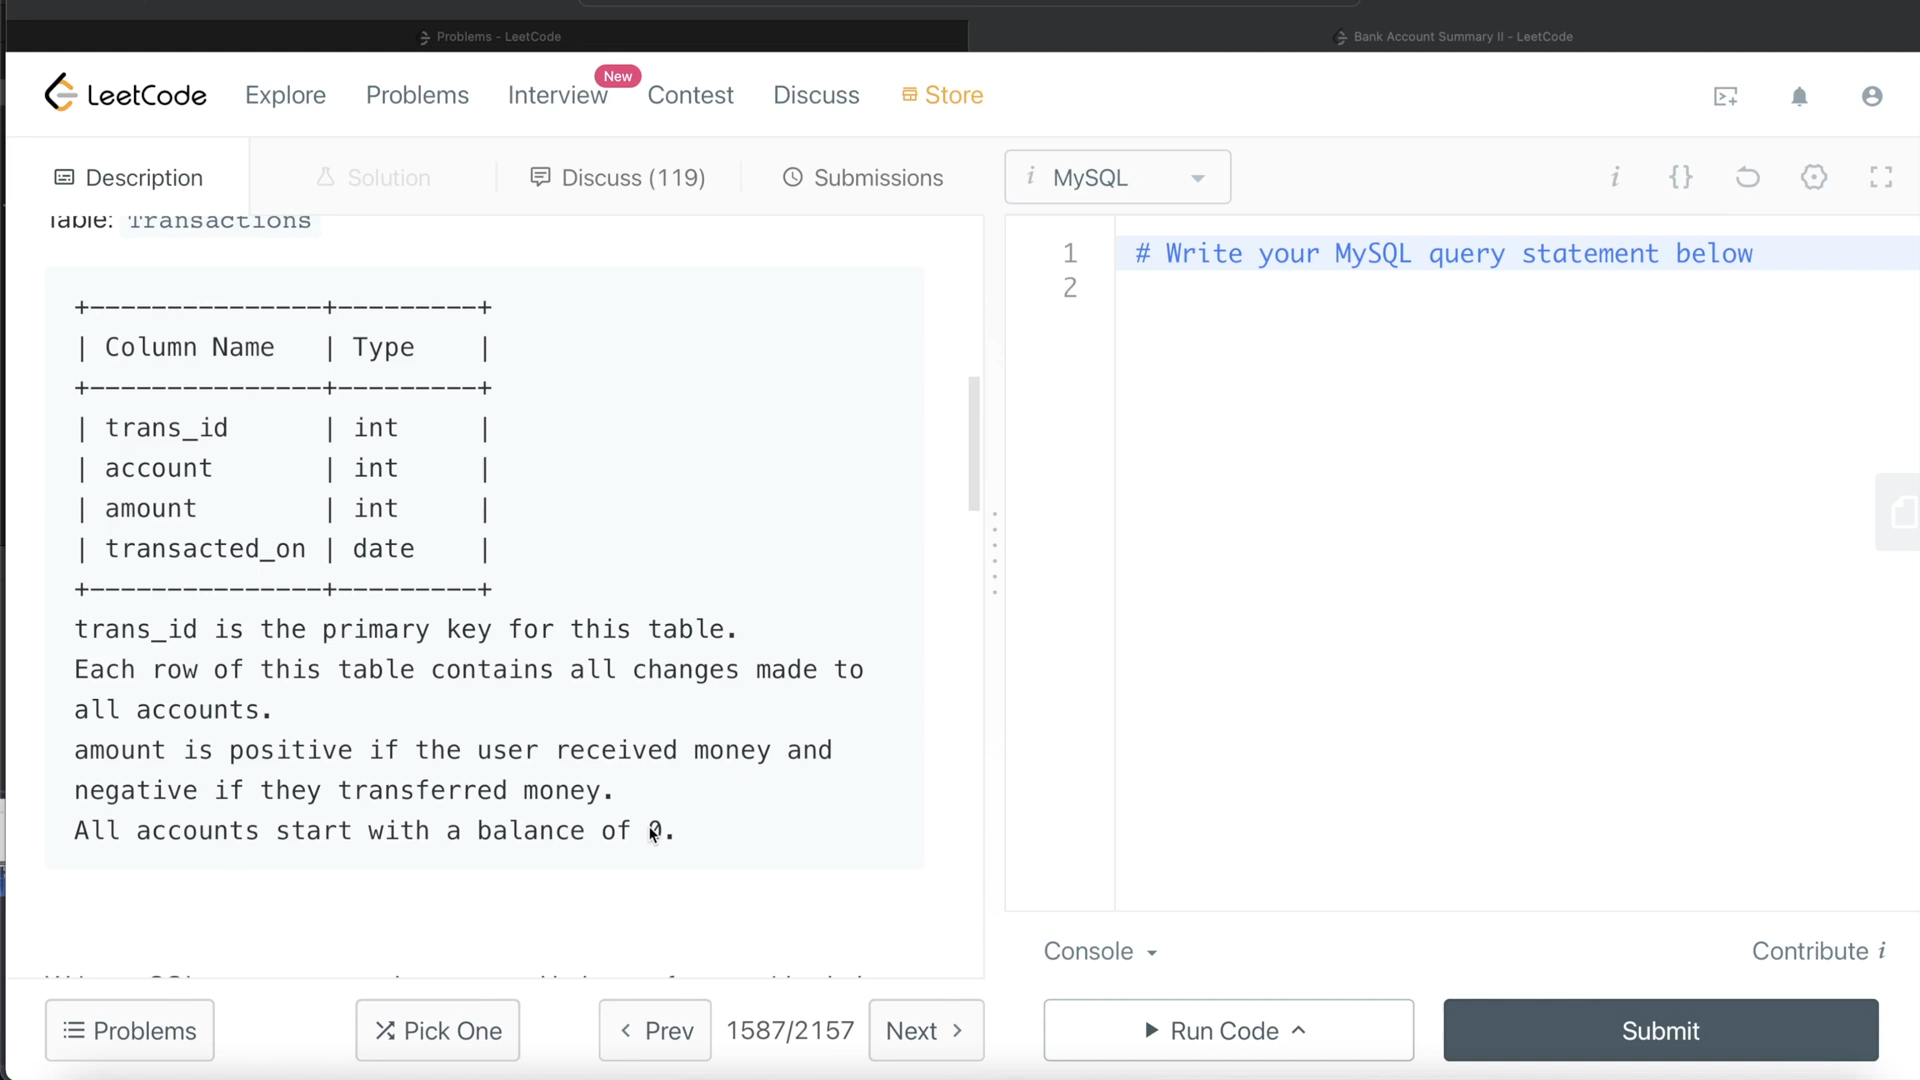 Problems - LeetCode
Bank Account Summary II - LeetCode
LeetCode
Explore
Problems
Interview
New
Contest
Discuss
Store
Description
Solution
Discuss (119)
Submissions
i MySQL
i
{}
Table: Transactions
+---------------+---------+
| Column Name   | Type    |
+---------------+---------+
| trans_id      | int     |
| account       | int     |
| amount        | int     |
| transacted_on | date    |
+---------------+---------+
trans_id is the primary key for this table.
Each row of this table contains all changes made to
all accounts.
amount is positive if the user received money and
negative if they transferred money.
All accounts start with a balance of 0.
1
# Write your MySQL query statement below
2
Console
Contribute i
Problems
Pick One
Prev
1587/2157
Next
Run Code
Submit